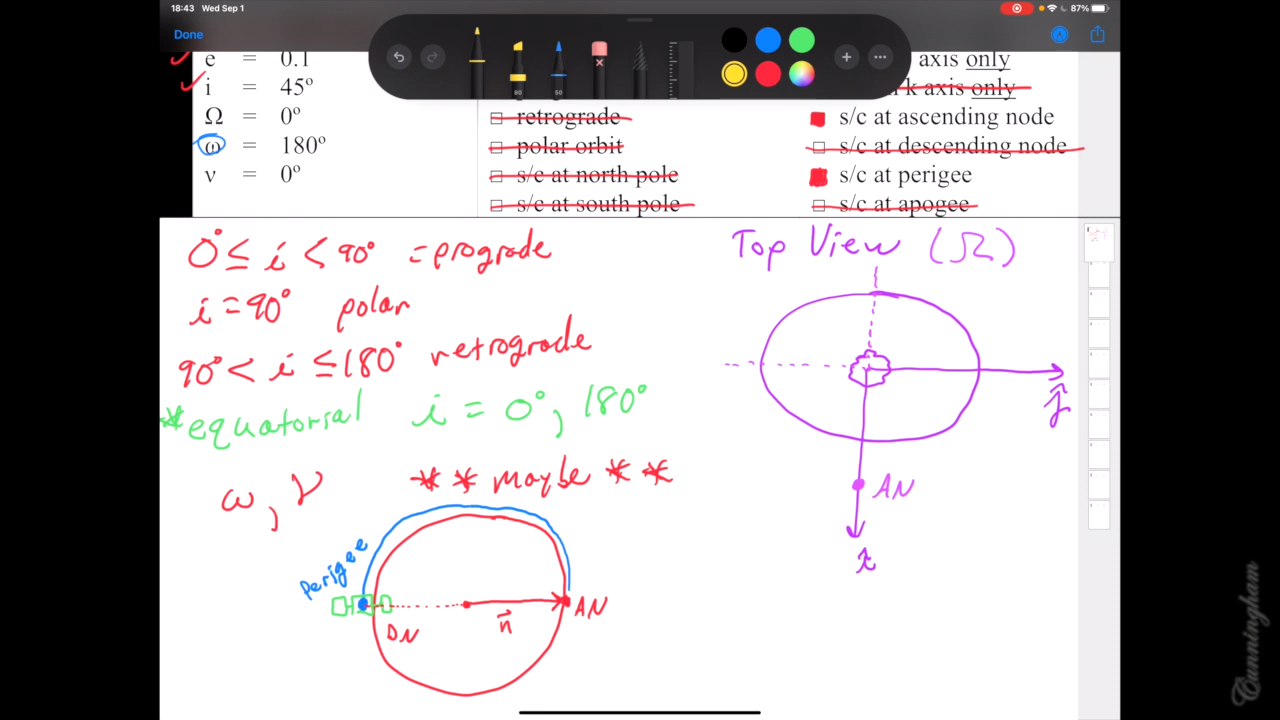 18:43 Wed Sep 1
87%
Done
e = 0.1
i = 45°
Ω = 0°
ω = 180°
ν = 0°
retrograde
polar orbit
s/c at north pole
s/c at south pole
axis only
k axis only
s/c at ascending node
s/c at descending node
s/c at perigee
s/c at apogee
80
50
0° ≤ i < 90° = prograde
i = 90° polar
90° < i ≤ 180° retrograde
*equatorial i = 0°, 180°
ω, ν ** maybe **
perigee
DN
n
AN
Top View (Ω)
AN
Cunningham